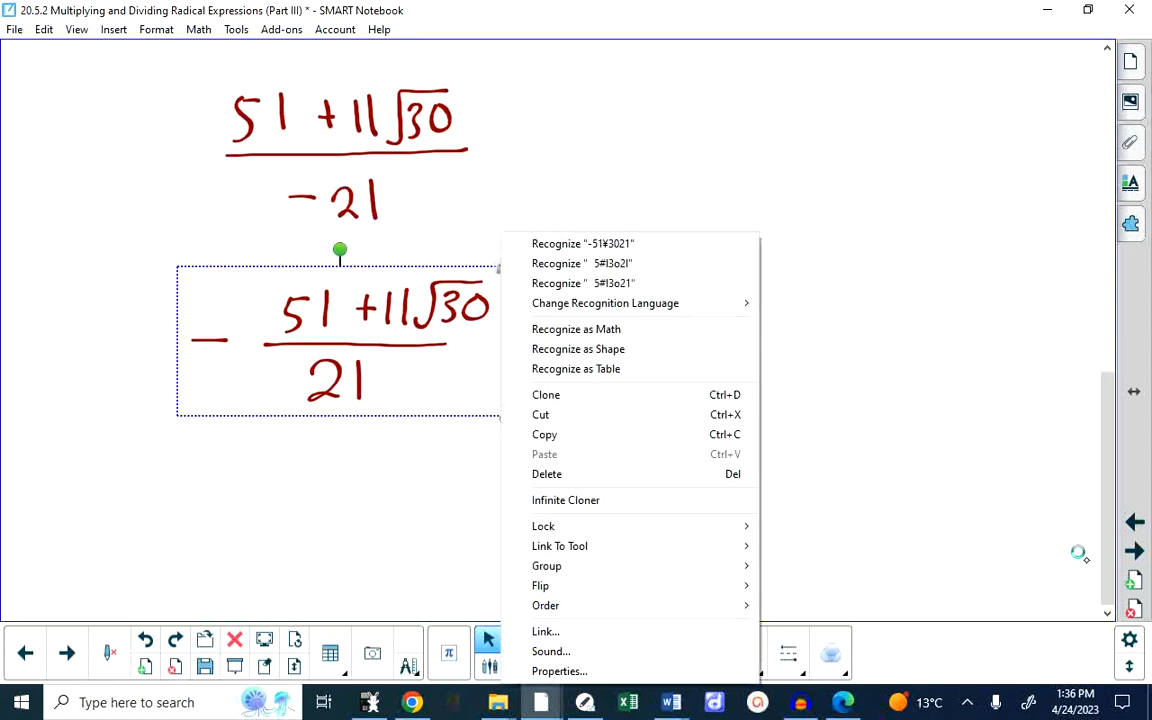 20.5.2 Multiplying and Dividing Radical Expressions (Part III) * - SMART Notebook
File Edit View Insert Format Math Tools Add-ons Account Help
51 + 11√30
- 21
Recognize "-51¥3021"
Recognize "  5#I3o2I"
Recognize "  5#I3o21"
Change Recognition Language
Recognize as Math
Recognize as Shape
Recognize as Table
Clone Ctrl+D
Cut Ctrl+X
Copy Ctrl+C
Paste Ctrl+V
Delete Del
Infinite Cloner
Lock
Link To Tool
Group
Flip
Order
Link...
Sound...
Properties...
- 51 + 11√30
21
Type here to search
13°C
1:36 PM
4/24/2023